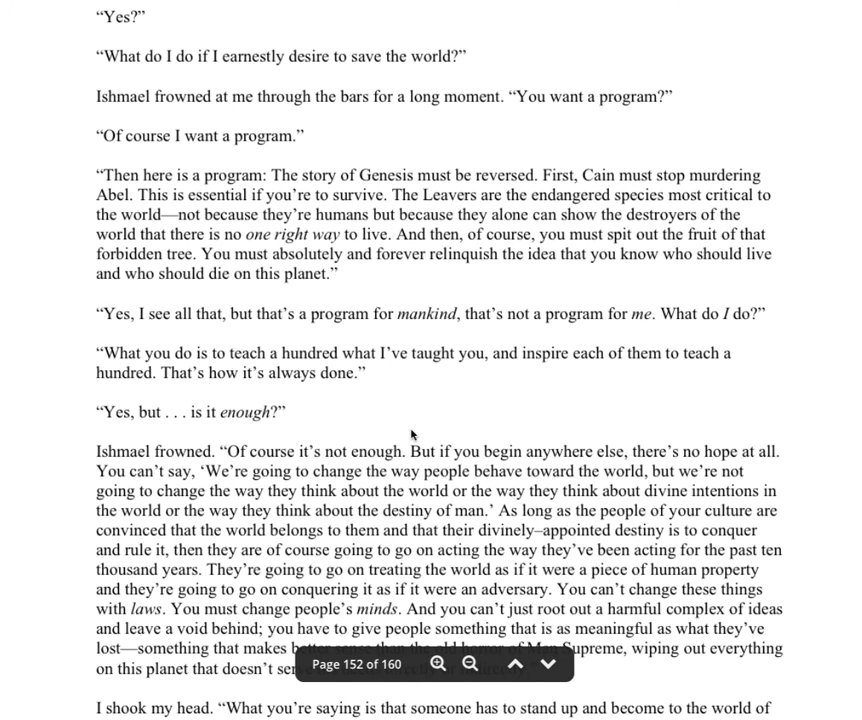 “Yes?”
“What do I do if I earnestly desire to save the world?”
Ishmael frowned at me through the bars for a long moment. “You want a program?”
“Of course I want a program.”
“Then here is a program: The story of Genesis must be reversed. First, Cain must stop murdering
Abel. This is essential if you’re to survive. The Leavers are the endangered species most critical to
the world—not because they’re humans but because they alone can show the destroyers of the
world that there is no one right way to live. And then, of course, you must spit out the fruit of that
forbidden tree. You must absolutely and forever relinquish the idea that you know who should live
and who should die on this planet.”
“Yes, I see all that, but that’s a program for mankind, that’s not a program for me. What do I do?”
“What you do is to teach a hundred what I’ve taught you, and inspire each of them to teach a
hundred. That’s how it’s always done.”
“Yes, but . . . is it enough?”
Ishmael frowned. “Of course it’s not enough. But if you begin anywhere else, there’s no hope at all.
You can’t say, ‘We’re going to change the way people behave toward the world, but we’re not
going to change the way they think about the world or the way they think about divine intentions in
the world or the way they think about the destiny of man.’ As long as the people of your culture are
convinced that the world belongs to them and that their divinely–appointed destiny is to conquer
and rule it, then they are of course going to go on acting the way they’ve been acting for the past ten
thousand years. They’re going to go on treating the world as if it were a piece of human property
and they’re going to go on conquering it as if it were an adversary. You can’t change these things
with laws. You must change people’s minds. And you can’t just root out a harmful complex of ideas
and leave a void behind; you have to give people something that is as meaningful as what they’ve
lost—something that makes better sense than the old horror of Man Supreme, wiping out everything
on this planet that doesn’t
Page 152 of 160
I shook my head. “What you’re saying is that someone has to stand up and become to the world of